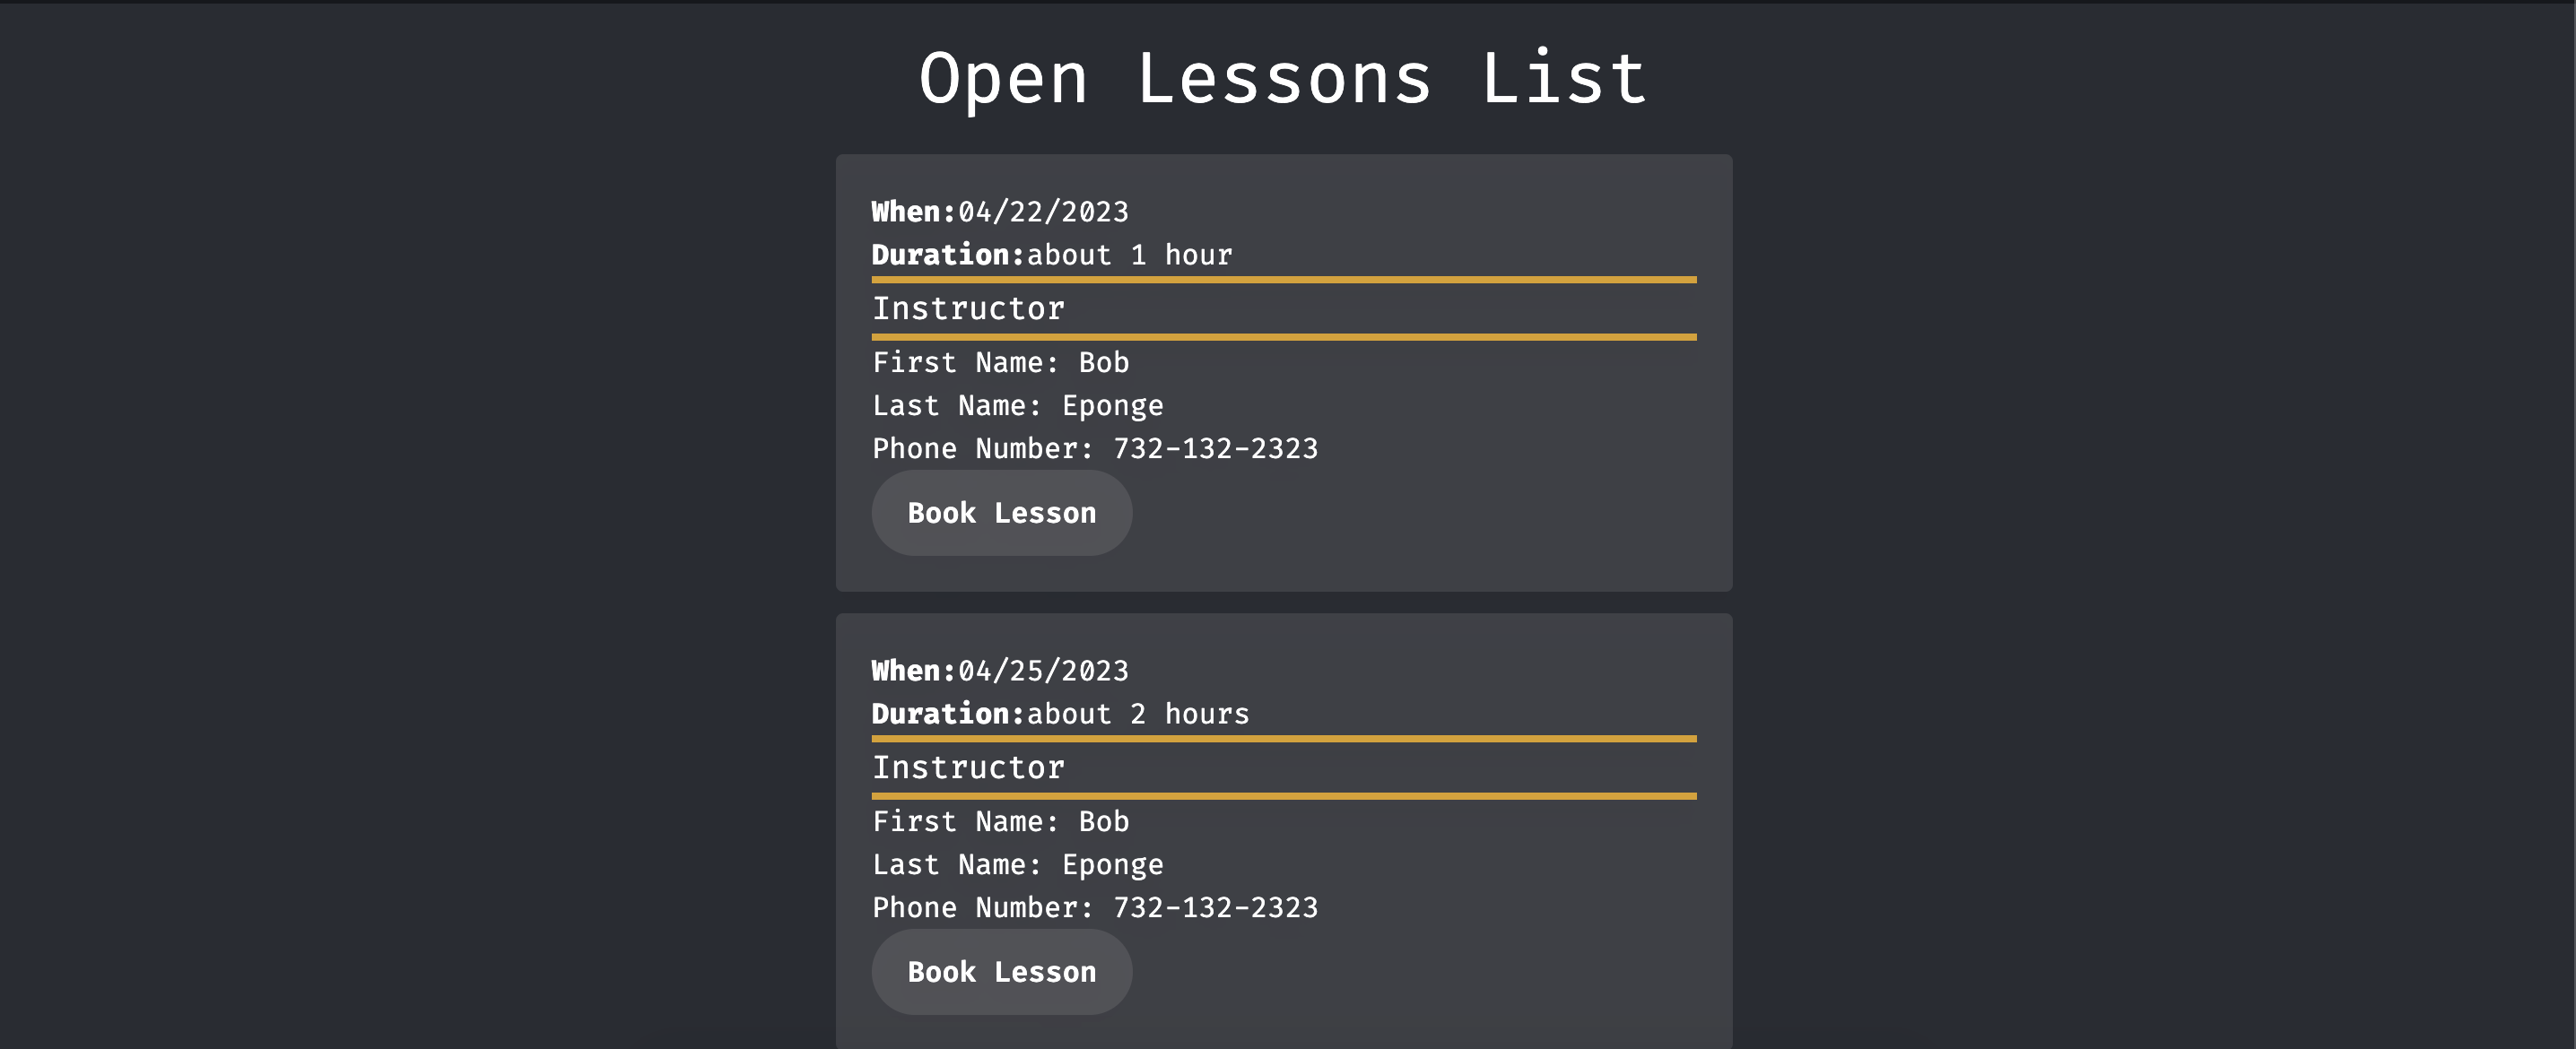 Open Lessons List
When:04/22/2023
Duration:about 1 hour
Instructor
First Name: Bob
Last Name: Eponge
Phone Number: 732-132-2323
Book Lesson
When:04/25/2023
Duration:about 2 hours
Instructor
First Name: Bob
Last Name: Eponge
Phone Number: 732-132-2323
Book Lesson